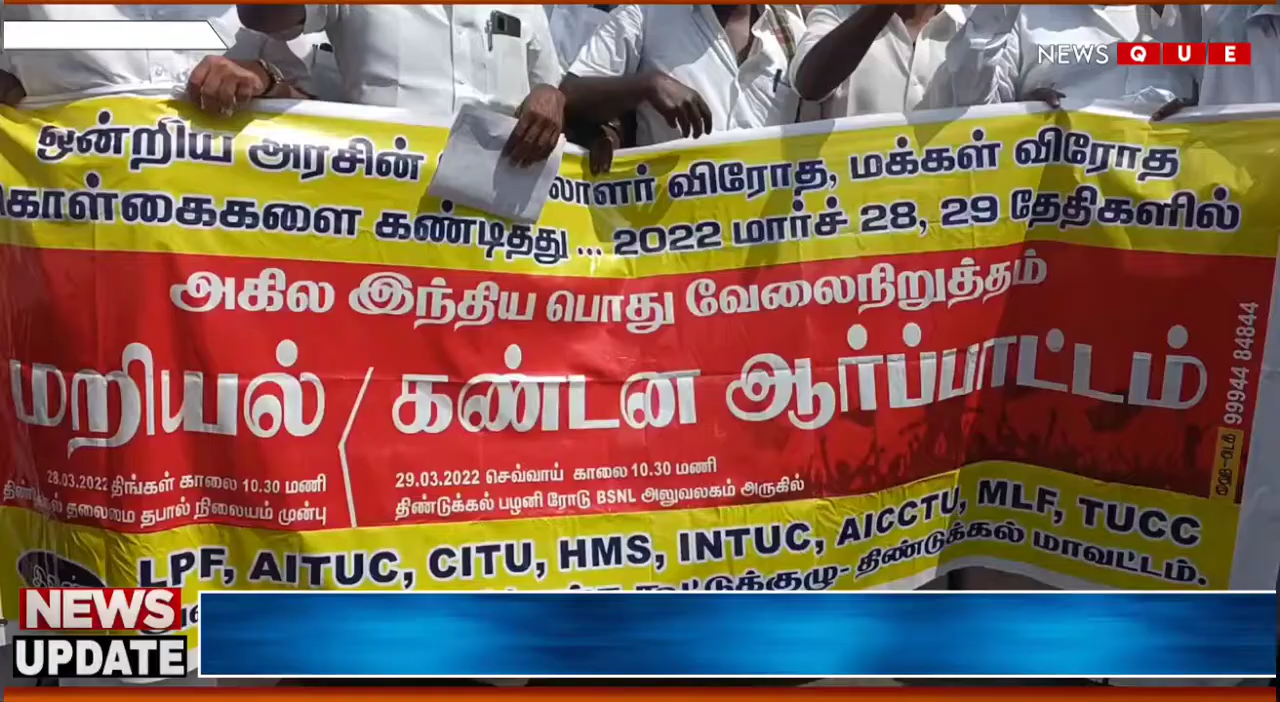 NEWS QUE
ஒன்றிய அரசின் லாளர் விரோத, மக்கள் விரோத
கொள்கைகளை கண்டித்து ... 2022 மார்ச் 28, 29 தேதிகளில்
அகில இந்திய பொது வேலைநிறுத்தம்
மறியல் / கண்டன ஆர்ப்பாட்டம்
28.03.2022 திங்கள் காலை 10.30 மணி
தலைமை தபால் நிலையம் முன்பு
29.03.2022 செவ்வாய் காலை 10.30 மணி
திண்டுக்கல் பழனி ரோடு BSNL அலுவலகம் அருகில்
99944 84844
LPF, AITUC, CITU, HMS, INTUC, AICCTU, MLF, TUCC
கூட்டுக்குழு- திண்டுக்கல் மாவட்டம்.
NEWS
UPDATE